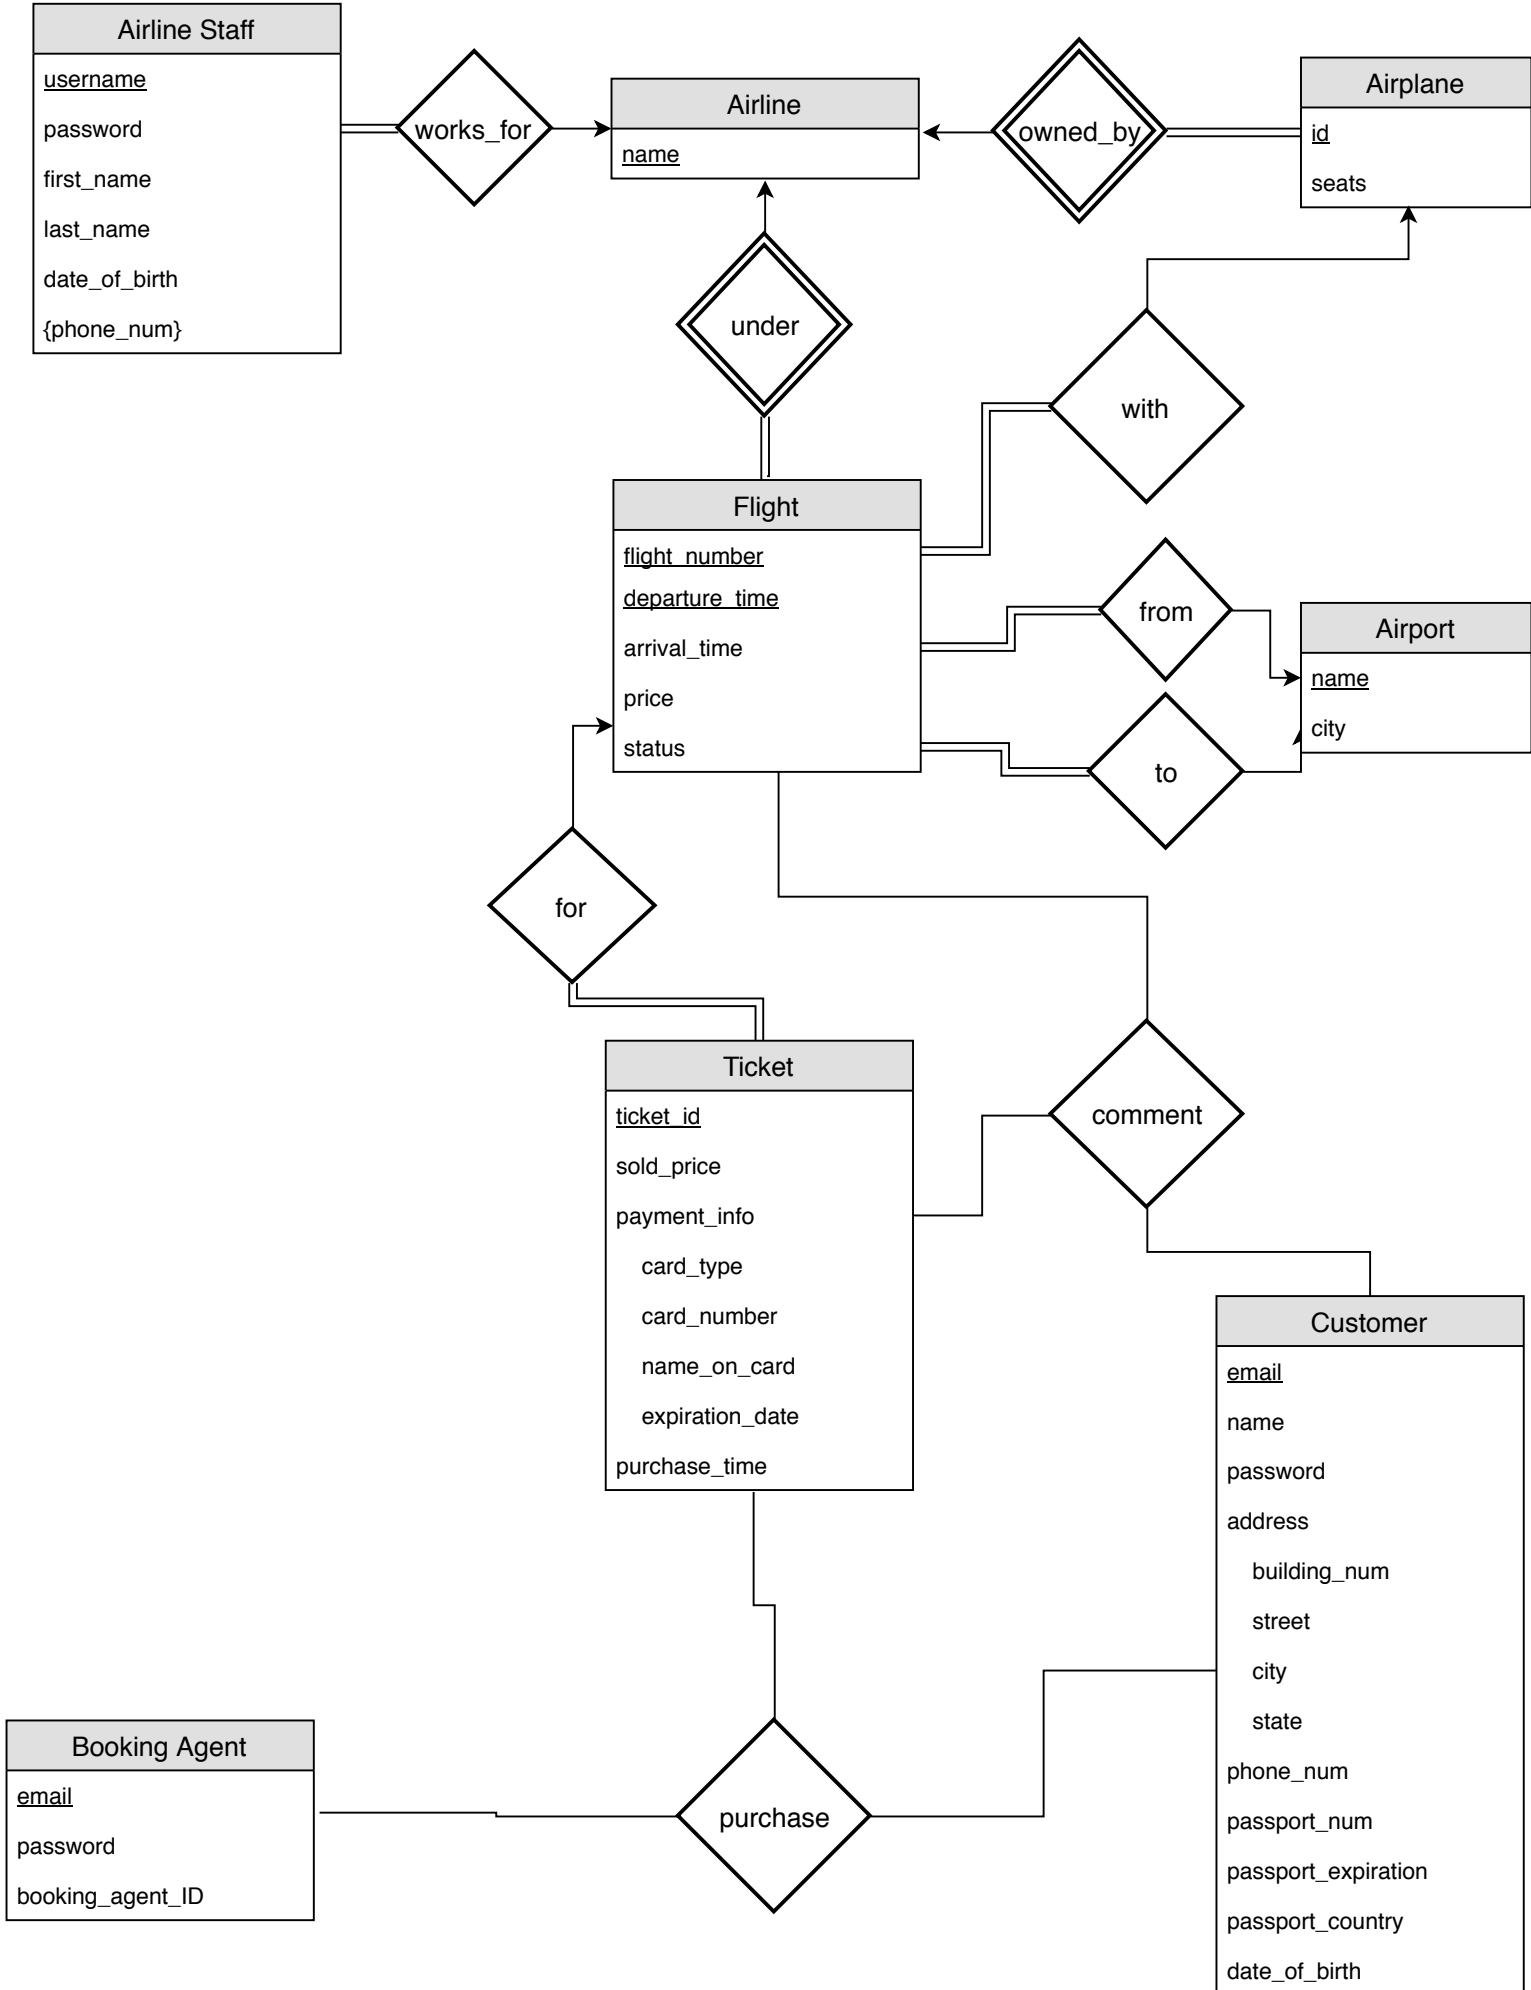 Airline Staff
username
password
first_name
last_name
date_of_birth
{phone_num}
works_for
Airline
name
owned_by
Airplane
id
seats
under
with
Flight
flight_number
departure_time
arrival_time
price
status
from
to
Airport
name
city
for
Ticket
ticket_id
sold_price
payment_info
card_type
card_number
name_on_card
expiration_date
purchase_time
comment
Customer
email
name
password
address
building_num
street
city
state
phone_num
passport_num
passport_expiration
passport_country
date_of_birth
Booking Agent
email
password
booking_agent_ID
purchase